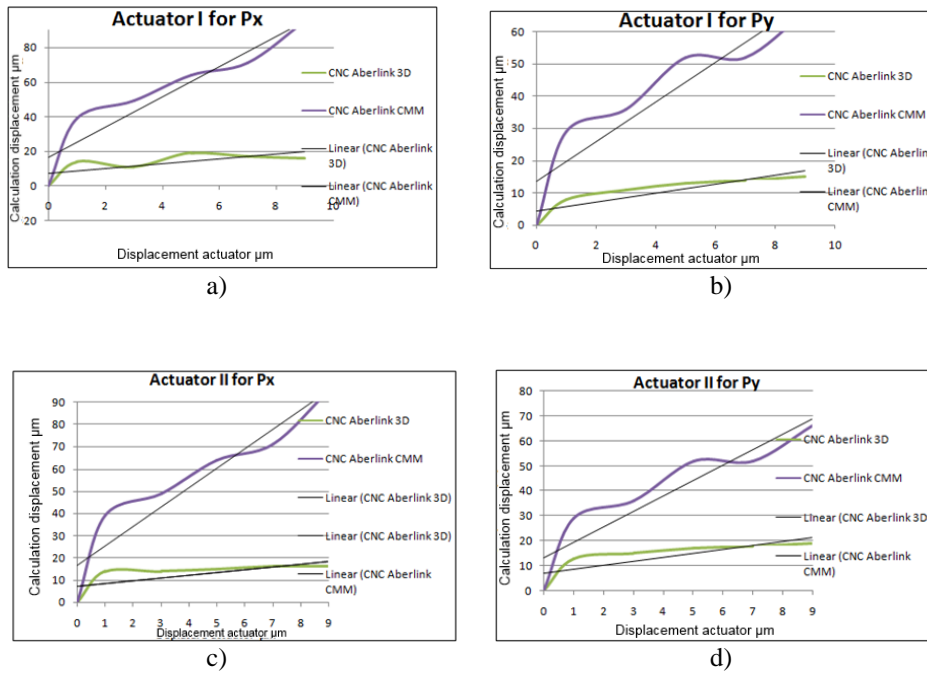 Actuator I for Px
Calculation displacement µm
80
60
40
20
0
20
0
2
4
6
8
10
Displacement actuator µm
CNC Aberlink 3D
CNC Aberlink CMM
Linear (CNC Aberlink
3D)
Linear (CNC Aberlink
CMM)
a)
Actuator I for Py
Calculation displacement µm
60
50
40
30
20
10
0
0
2
4
6
8
10
Displacement actuator µm
CNC Aberlink 3D
CNC Aberlink CMM
Linear (CNC Aberlin
3D)
Linear (CNC Aberlin
CMM)
b)
Actuator II for Px
Calculation displacement µm
90
80
70
60
50
40
30
20
10
0
0
1
2
3
4
5
6
7
8
9
Displacement actuator µm
CNC Aberlink 3D
CNC Aberlink CMM
Linear (CNC Aberlink 3D)
Linear (CNC Aberlink 3D)
Linear (CNC Aberlink
CMM)
c)
Actuator II for Py
Calculation displacement µm
80
70
60
50
40
30
20
10
0
0
1
2
3
4
5
6
7
8
9
Displacement actuator µm
CNC Aberlink 3D
CNC Aberlink CMM
LInear (CNC Aberlink 3D
Linear (CNC Aberlink
CMM)
d)